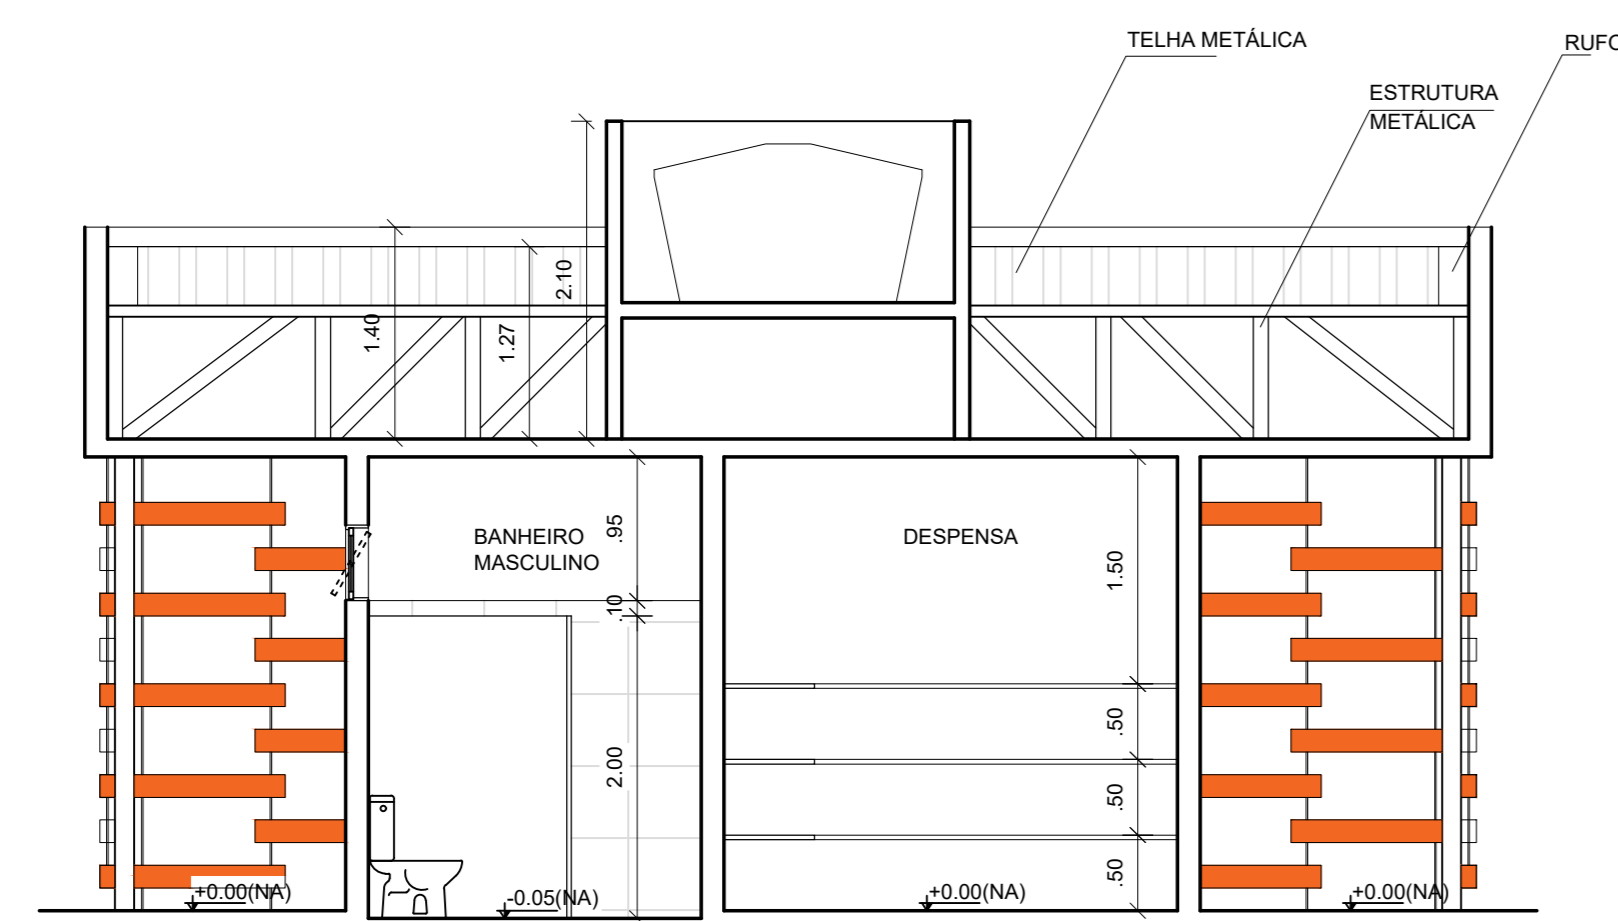 TELHA METÁLICA
RUFO
ESTRUTURA
METÁLICA
2.10
1.40
1.27
BANHEIRO
MASCULINO
.95
DESPENSA
1.50
.10
.50
2.00
.50
.50
+0.00(NA)
-0.05(NA)
+0.00(NA)
+0.00(NA)